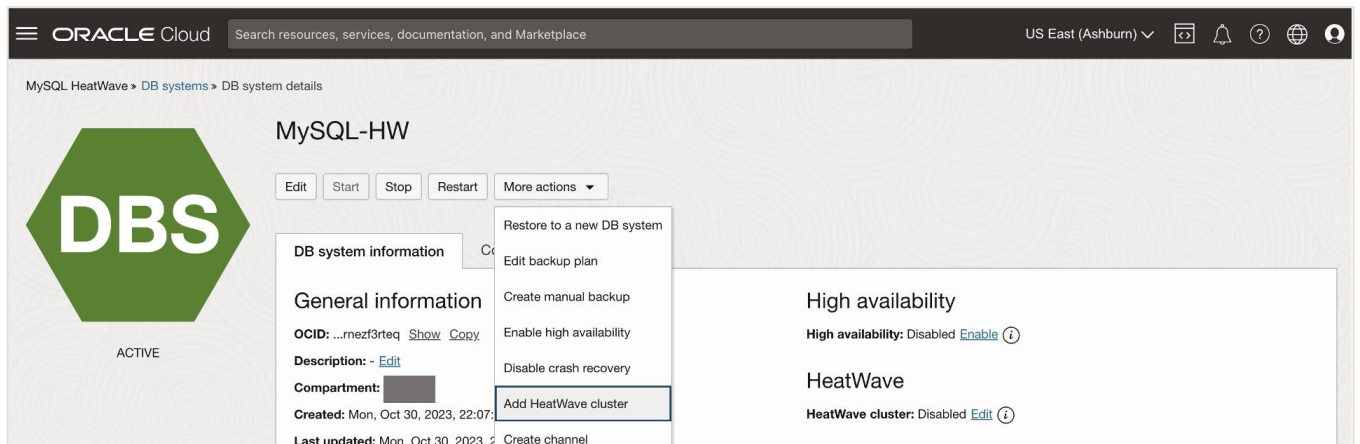 ORACLE Cloud
Search resources, services, documentation, and Marketplace
US East (Ashburn)
MySQL HeatWave » DB systems » DB system details
DBS
ACTIVE
MySQL-HW
Edit
Start
Stop
Restart
More actions
Restore to a new DB system
Edit backup plan
Create manual backup
Enable high availability
Disable crash recovery
Add HeatWave cluster
Create channel
DB system information
General information
OCID: ...rnezf3rteq Show Copy
Description: - Edit
Compartment:
Created: Mon, Oct 30, 2023, 22:07:
Last updated: Mon, Oct 30, 2023, 2
High availability
High availability: Disabled Enable
HeatWave
HeatWave cluster: Disabled Edit